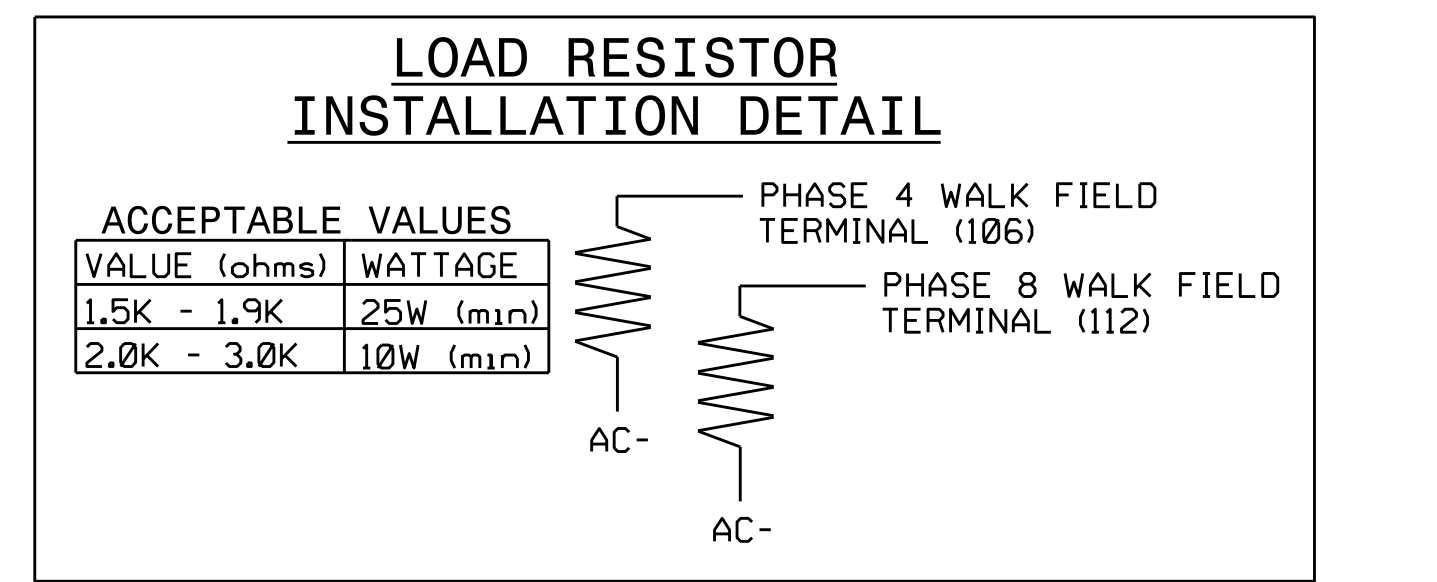 LOAD RESISTOR
INSTALLATION DETAIL
ACCEPTABLE VALUES
VALUE (ohms) WATTAGE
1.5K - 1.9K 25W (min)
2.0K - 3.0K 10W (min)
PHASE 4 WALK FIELD
TERMINAL (106)
AC-
PHASE 8 WALK FIELD
TERMINAL (112)
AC-